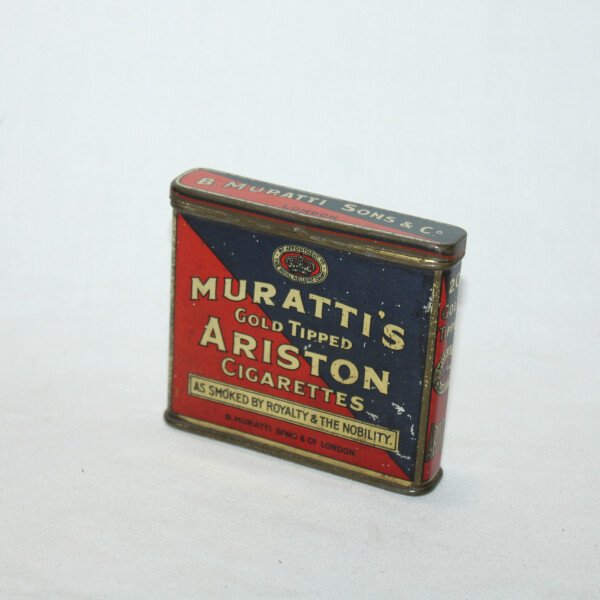 B. MURATTI SONS & Co
LONDON
MURATTI'S
GOLD TIPPED
ARISTON
CIGARETTES
AS SMOKED BY ROYALTY & THE NOBILITY.
B. MURATTI SONS & Co LONDON.
20
GOLD
TIPPED